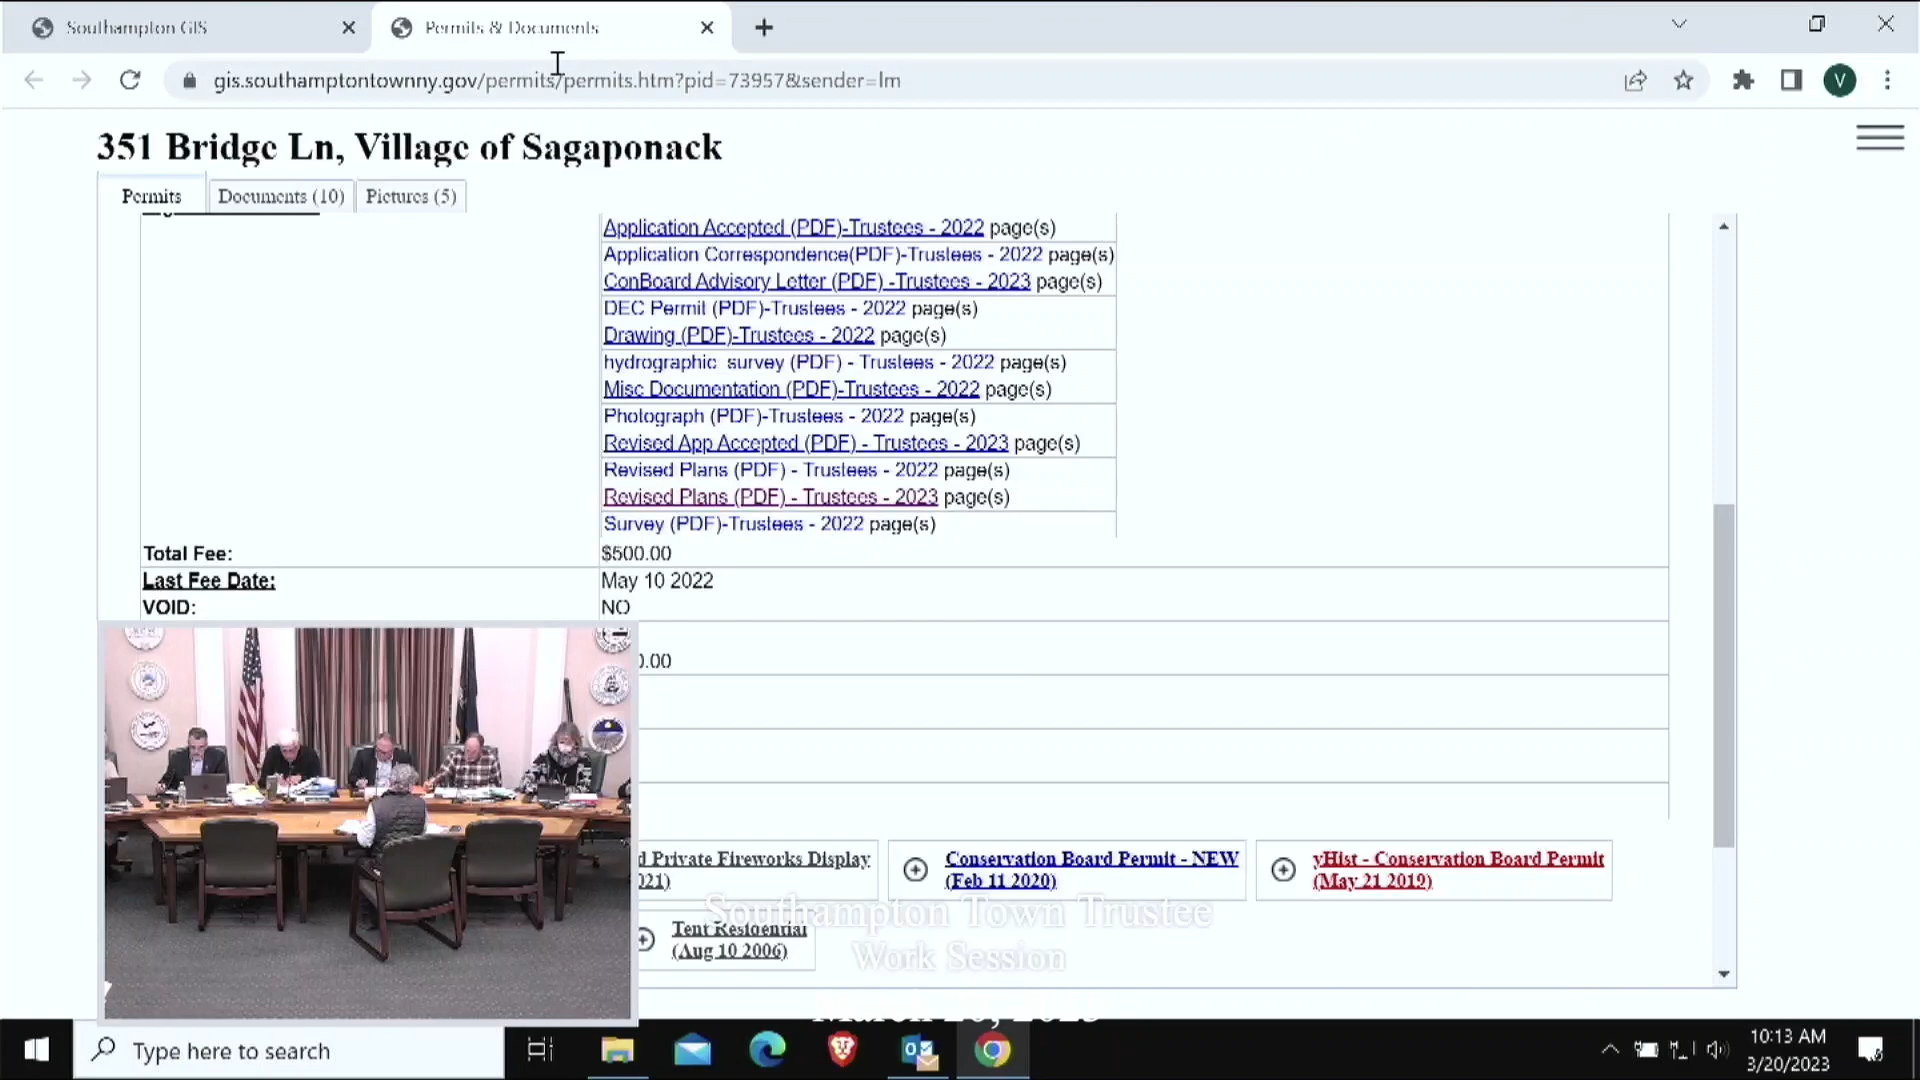 Southampton GIS
Permits & Documents
gis.southamptontownny.gov/permits/permits.htm?pid=73957&sender=lm
V
351 Bridge Ln, Village of Sagaponack
Permits
Documents (10)
Pictures (5)
Application Accepted (PDF)-Trustees - 2022 page(s)
Application Correspondence(PDF)-Trustees - 2022 page(s)
ConBoard Advisory Letter (PDF) -Trustees - 2023 page(s)
DEC Permit (PDF)-Trustees - 2022 page(s)
Drawing (PDF)-Trustees - 2022 page(s)
hydrographic survey (PDF) - Trustees - 2022 page(s)
Misc Documentation (PDF)-Trustees - 2022 page(s)
Photograph (PDF)-Trustees - 2022 page(s)
Revised App Accepted (PDF) - Trustees - 2023 page(s)
Revised Plans (PDF) - Trustees - 2022 page(s)
Revised Plans (PDF) - Trustees - 2023 page(s)
Survey (PDF)-Trustees - 2022 page(s)
Total Fee: $500.00
Last Fee Date: May 10 2022
VOID: NO
0.00
d Private Fireworks Display
021)
Conservation Board Permit - NEW
(Feb 11 2020)
yHist - Conservation Board Permit
(May 21 2019)
Tent Residential
(Aug 10 2006)
Southampton Town Trustee
Work Session
March 20, 2023
Type here to search
10:13 AM
3/20/2023